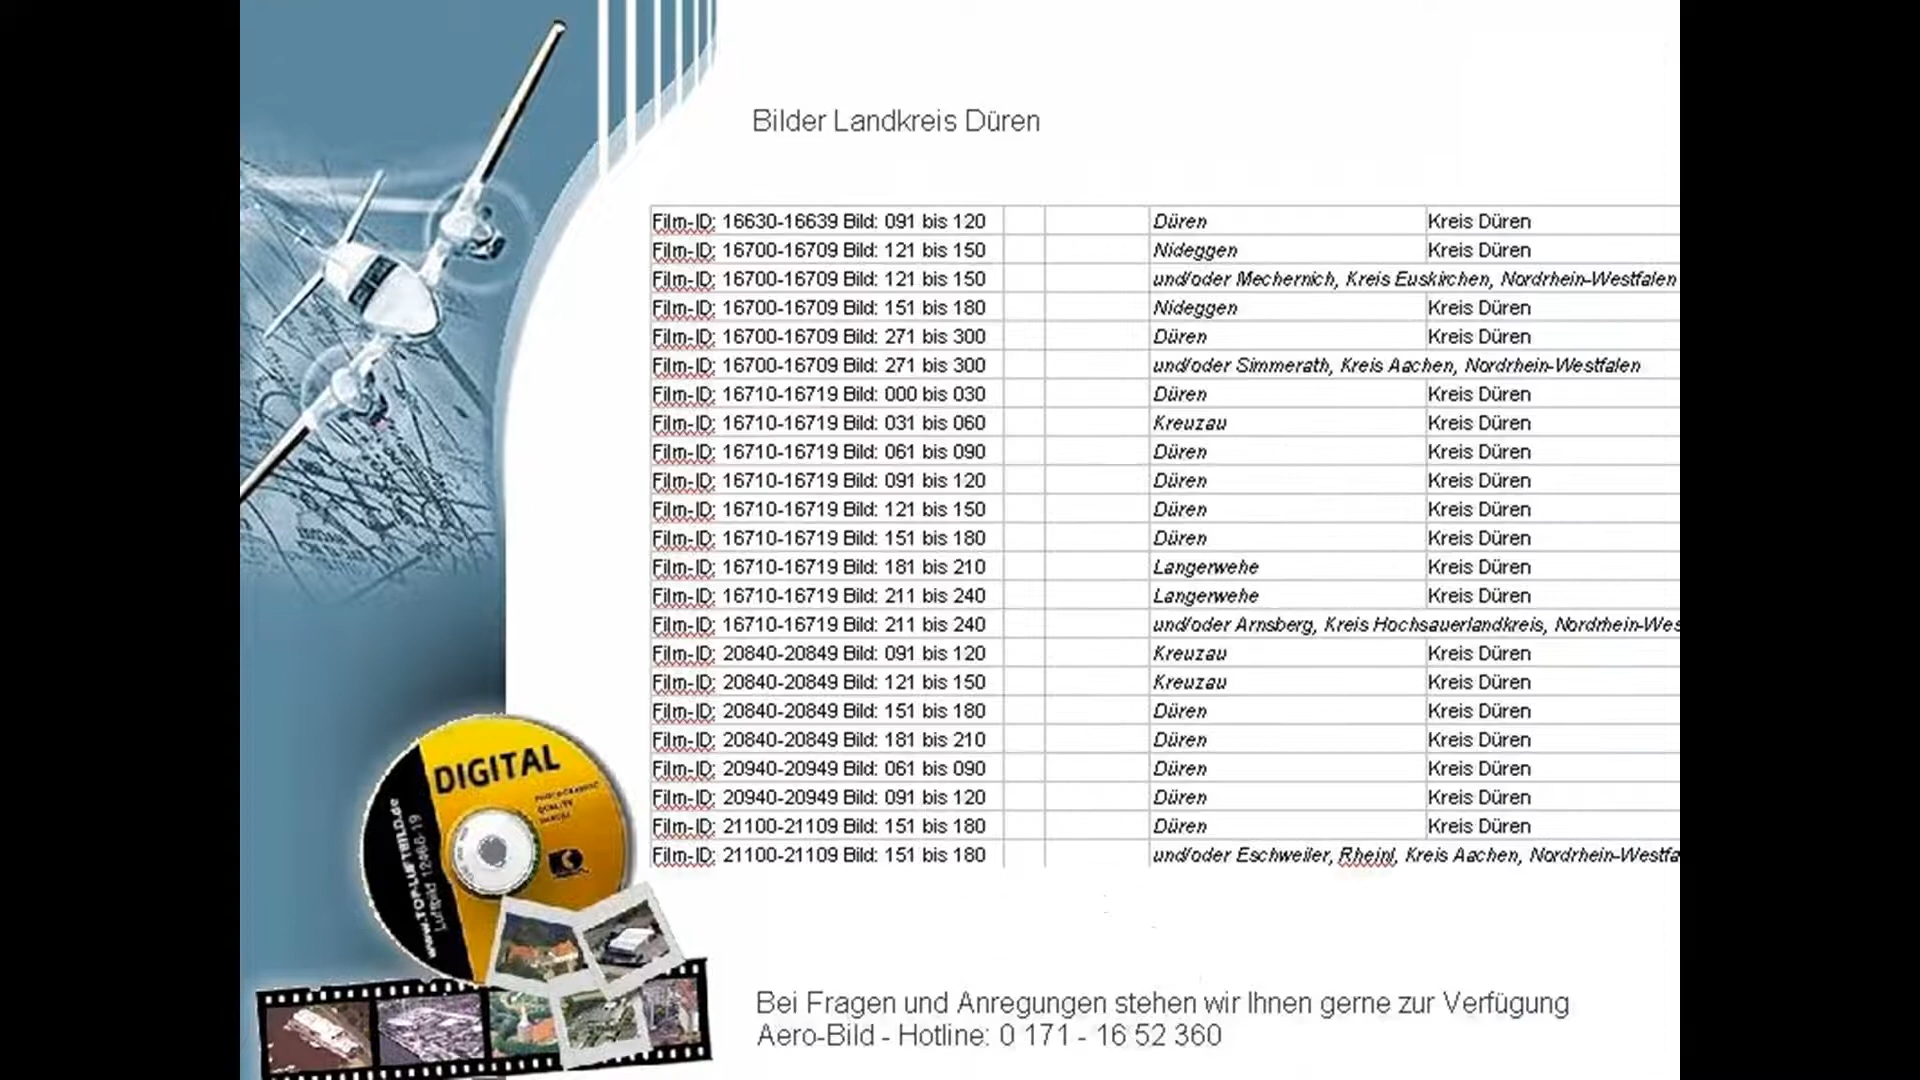 Bilder Landkreis Düren
Film-ID: 16630-16639 Bild: 091 bis 120 Düren Kreis Düren
Film-ID: 16700-16709 Bild: 121 bis 150 Nideggen Kreis Düren
Film-ID: 16700-16709 Bild: 121 bis 150 und/oder Mechernich, Kreis Euskirchen, Nordrhein-Westfalen
Film-ID: 16700-16709 Bild: 151 bis 180 Nideggen Kreis Düren
Film-ID: 16700-16709 Bild: 271 bis 300 Düren Kreis Düren
Film-ID: 16700-16709 Bild: 271 bis 300 und/oder Simmerath, Kreis Aachen, Nordrhein-Westfalen
Film-ID: 16710-16719 Bild: 000 bis 030 Düren Kreis Düren
Film-ID: 16710-16719 Bild: 031 bis 060 Kreuzau Kreis Düren
Film-ID: 16710-16719 Bild: 061 bis 090 Düren Kreis Düren
Film-ID: 16710-16719 Bild: 091 bis 120 Düren Kreis Düren
Film-ID: 16710-16719 Bild: 121 bis 150 Düren Kreis Düren
Film-ID: 16710-16719 Bild: 151 bis 180 Düren Kreis Düren
Film-ID: 16710-16719 Bild: 181 bis 210 Langerwehe Kreis Düren
Film-ID: 16710-16719 Bild: 211 bis 240 Langerwehe Kreis Düren
Film-ID: 16710-16719 Bild: 211 bis 240 und/oder Arnsberg, Kreis Hochsauerlandkreis, Nordrhein-Wes
Film-ID: 20840-20849 Bild: 091 bis 120 Kreuzau Kreis Düren
Film-ID: 20840-20849 Bild: 121 bis 150 Kreuzau Kreis Düren
Film-ID: 20840-20849 Bild: 151 bis 180 Düren Kreis Düren
Film-ID: 20840-20849 Bild: 181 bis 210 Düren Kreis Düren
Film-ID: 20940-20949 Bild: 061 bis 090 Düren Kreis Düren
Film-ID: 20940-20949 Bild: 091 bis 120 Düren Kreis Düren
Film-ID: 21100-21109 Bild: 151 bis 180 Düren Kreis Düren
Film-ID: 21100-21109 Bild: 151 bis 180 und/oder Eschweiler, Rheinl, Kreis Aachen, Nordrhein-Westfa
DIGITAL
QUALITY
www.TOP-LUFTBILD.de
Luftbild
Bei Fragen und Anregungen stehen wir Ihnen gerne zur Verfügung
Aero-Bild - Hotline: 0 171 - 16 52 360